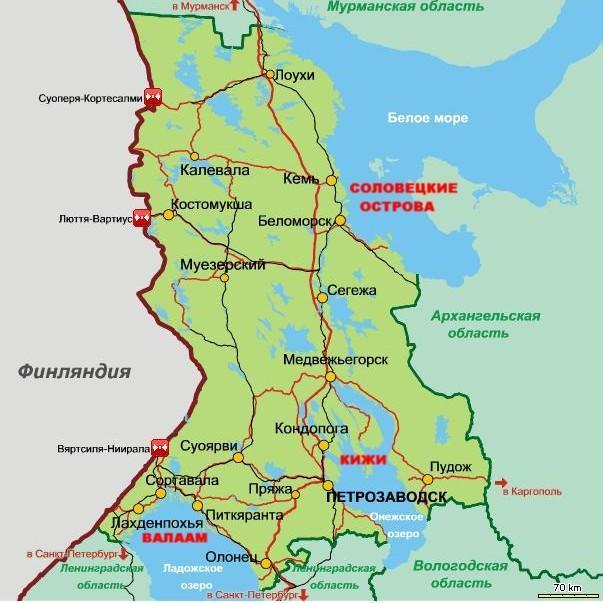 в Мурманск
Мурманская область
Лоухи
Суоперя-Кортесалми
Белое море
Калевала
Кемь
СОЛОВЕЦКИЕ
ОСТРОВА
Костомукша
Люття-Вартиус
Беломорск
Муезерский
Сегежа
Архангельская
область
Финляндия
Медвежьегорск
Кондопога
Вяртсипя-Ниирала
Суоярви
КИЖИ
Пудож
Сортавала
Пряжа
ПЕТРОЗАВОДСК
в Каргополь
Лахденпохья
Питкяранта
Онежское
озеро
ВАЛААМ
в Санкт-Петербург
Олонец
Ленинградская
область
Ладожское
озеро
Ленинградская
область
Вологодская
область
в Санкт-Петербург
70 km